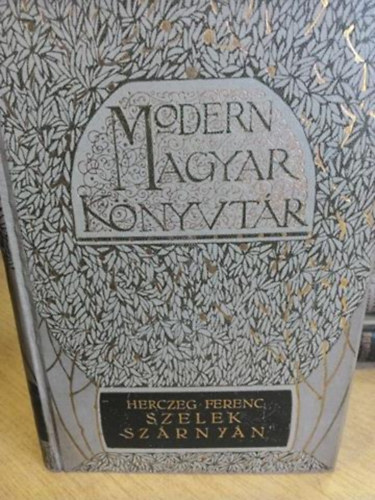 MODERN
MAGYAR
KÖNYVTÁR
HERCZEG FERENC
SZELEK
SZÁRNYÁN